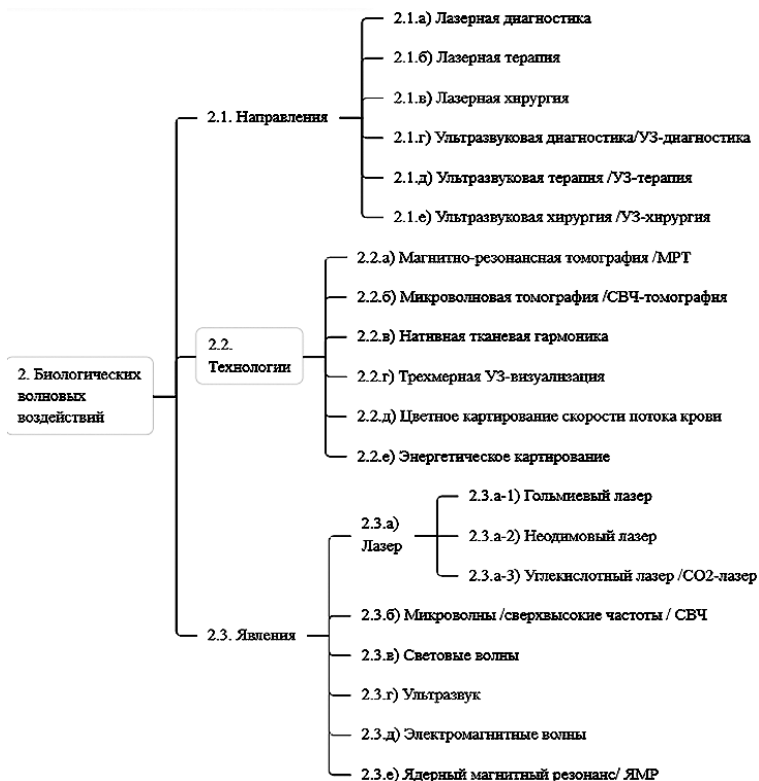 2. Биологических
волновых
воздействий
2.1. Направления
2.1.а) Лазерная диагностика
2.1.б) Лазерная терапия
2.1.в) Лазерная хирургия
2.1.г) Ультразвуковая диагностика/УЗ-диагностика
2.1.д) Ультразвуковая терапия /УЗ-терапия
2.1.е) Ультразвуковая хирургия /УЗ-хирургия
2.2.
Технологии
2.2.а) Магнитно-резонансная томография /МРТ
2.2.б) Микроволновая томография /СВЧ-томография
2.2.в) Нативная тканевая гармоника
2.2.г) Трехмерная УЗ-визуализация
2.2.д) Цветное картирование скорости потока крови
2.2.е) Энергетическое картирование
2.3. Явления
2.3.а)
Лазер
2.3.а-1) Гольмиевый лазер
2.3.а-2) Неодимовый лазер
2.3.а-3) Углекислотный лазер /СО2-лазер
2.3.б) Микроволны /сверхвысокие частоты / СВЧ
2.3.в) Световые волны
2.3.г) Ультразвук
2.3.д) Электромагнитные волны
2.3.е) Ядерный магнитный резонанс/ ЯМР